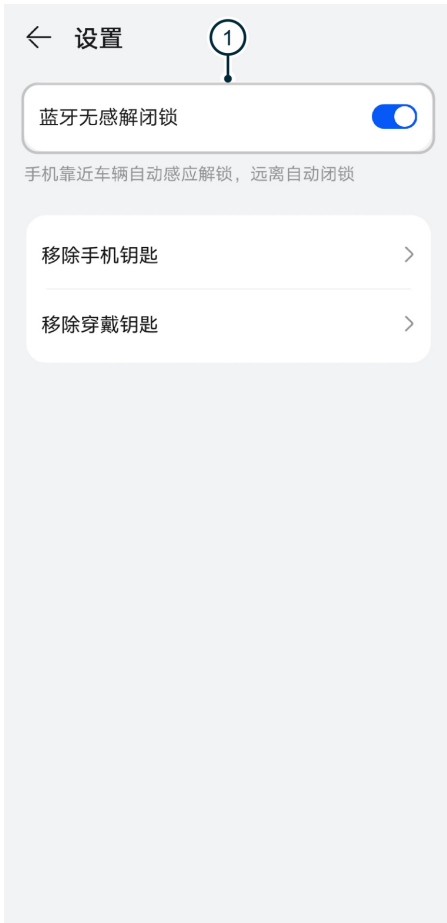 设置
1
蓝牙无感解闭锁
手机靠近车辆自动感应解锁，远离自动闭锁
移除手机钥匙
移除穿戴钥匙